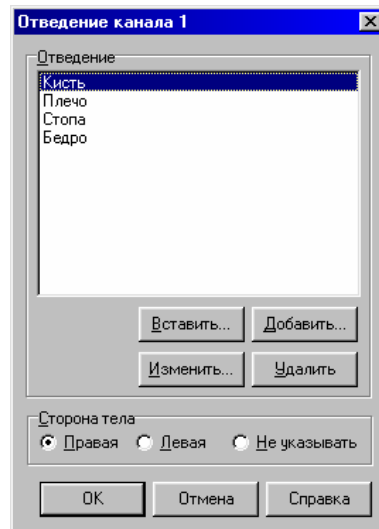 Отведение канала 1
Отведение
Кисть
Плечо
Стопа
Бедро
Вставить... Добавить...
Изменить... Удалить
Сторона тела
Правая Левая Не указывать
OK Отмена Справка